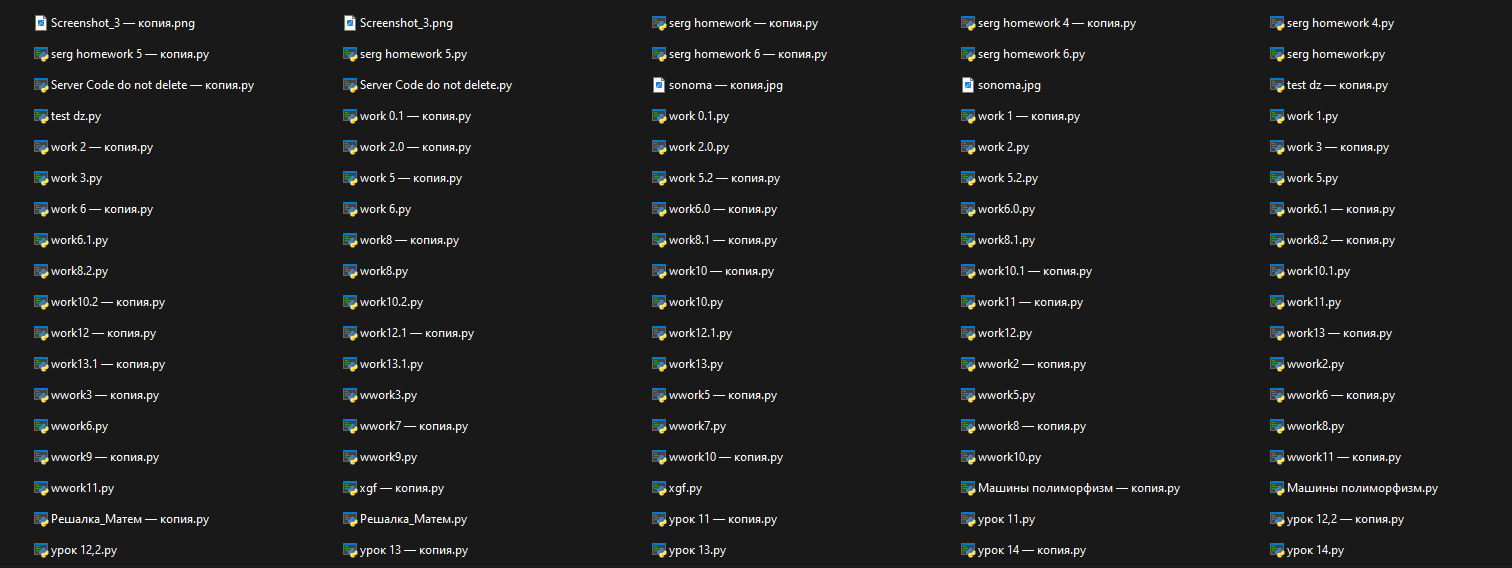 Screenshot_3 — копия.png Screenshot_3.png serg homework — копия.py serg homework 4 — копия.py serg homework 4.py
serg homework 5 — копия.py serg homework 5.py serg homework 6 — копия.py serg homework 6.py serg homework.py
Server Code do not delete — копия.py Server Code do not delete.py sonoma — копия.jpg sonoma.jpg test dz — копия.py
test dz.py work 0.1 — копия.py work 0.1.py work 1 — копия.py work 1.py
work 2 — копия.py work 2.0 — копия.py work 2.0.py work 2.py work 3 — копия.py
work 3.py work 5 — копия.py work 5.2 — копия.py work 5.2.py work 5.py
work 6 — копия.py work 6.py work6.0 — копия.py work6.0.py work6.1 — копия.py
work6.1.py work8 — копия.py work8.1 — копия.py work8.1.py work8.2 — копия.py
work8.2.py work8.py work10 — копия.py work10.1 — копия.py work10.1.py
work10.2 — копия.py work10.2.py work10.py work11 — копия.py work11.py
work12 — копия.py work12.1 — копия.py work12.1.py work12.py work13 — копия.py
work13.1 — копия.py work13.1.py work13.py wwork2 — копия.py wwork2.py
wwork3 — копия.py wwork3.py wwork5 — копия.py wwork5.py wwork6 — копия.py
wwork6.py wwork7 — копия.py wwork7.py wwork8 — копия.py wwork8.py
wwork9 — копия.py wwork9.py wwork10 — копия.py wwork10.py wwork11 — копия.py
wwork11.py xgf — копия.py xgf.py Машины полиморфизм — копия.py Машины полиморфизм.py
Решалка_Матем — копия.py Решалка_Матем.py урок 11 — копия.py урок 11.py урок 12,2 — копия.py
урок 12,2.py урок 13 — копия.py урок 13.py урок 14 — копия.py урок 14.py